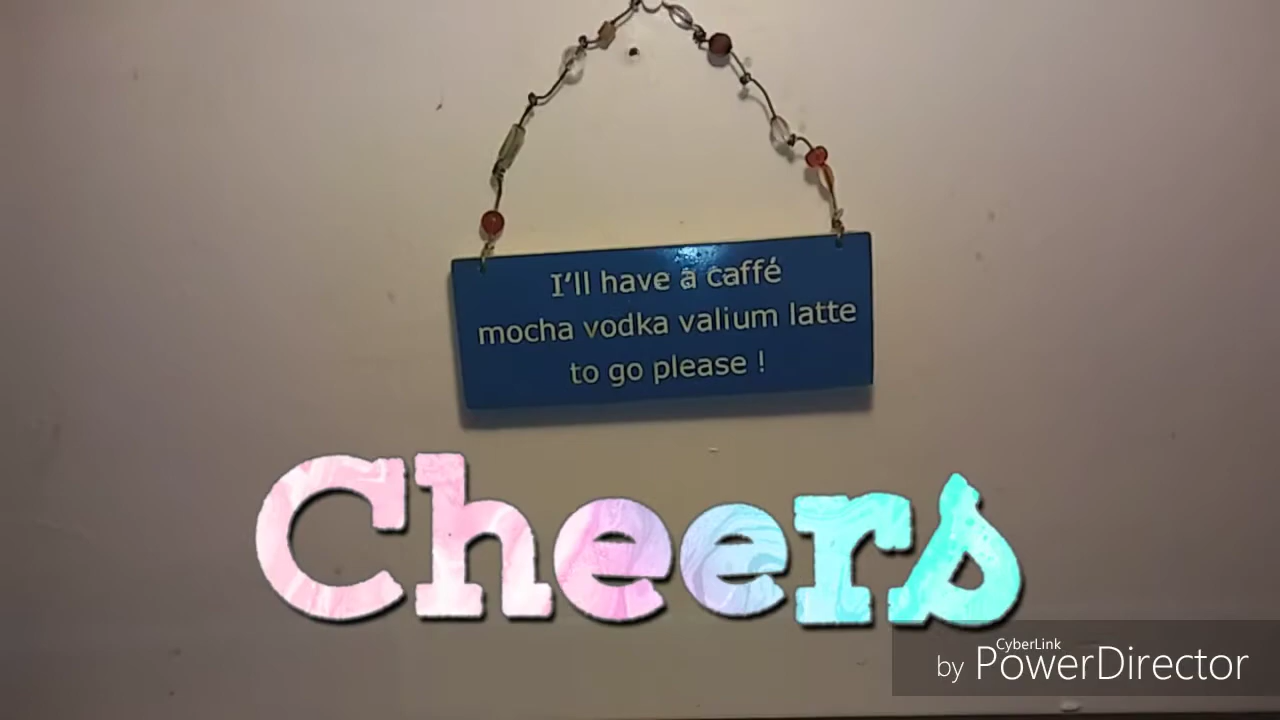 I'll have a caffé
mocha vodka valium latte
to go please !
Cheers
CyberLink
by PowerDirector